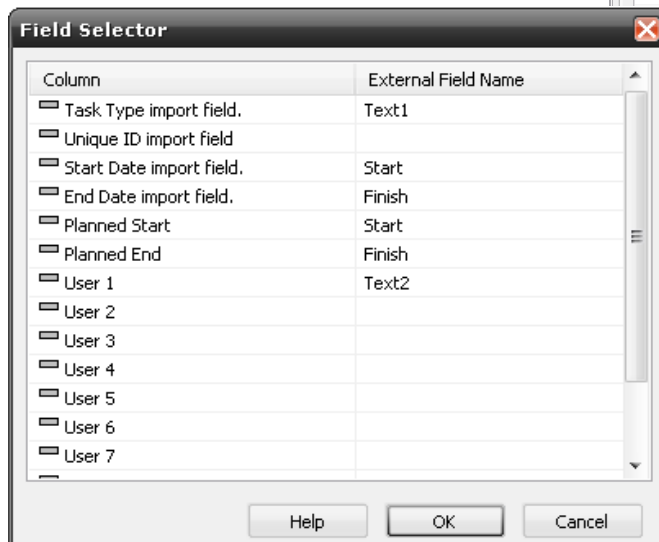 Field Selector
Column External Field Name
Task Type import field. Text1
Unique ID import field
Start Date import field. Start
End Date import field. Finish
Planned Start Start
Planned End Finish
User 1 Text2
User 2
User 3
User 4
User 5
User 6
User 7
Help OK Cancel